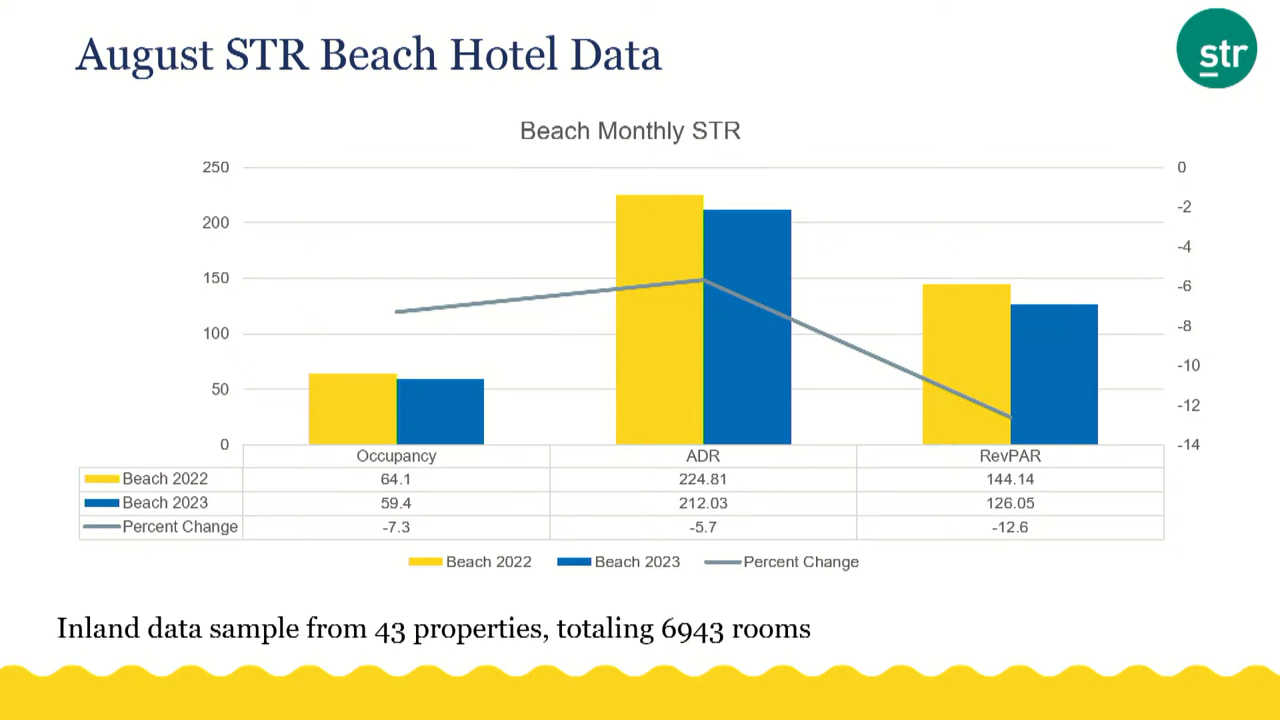 August STR Beach Hotel Data
str
Beach Monthly STR
250 0
200 -2
-4
150 -6
100 -8
-10
50 -12
0 -14
Occupancy ADR RevPAR
Beach 2022 64.1 224.81 144.14
Beach 2023 59.4 212.03 126.05
Percent Change -7.3 -5.7 -12.6
Beach 2022 Beach 2023 Percent Change
Inland data sample from 43 properties, totaling 6943 rooms